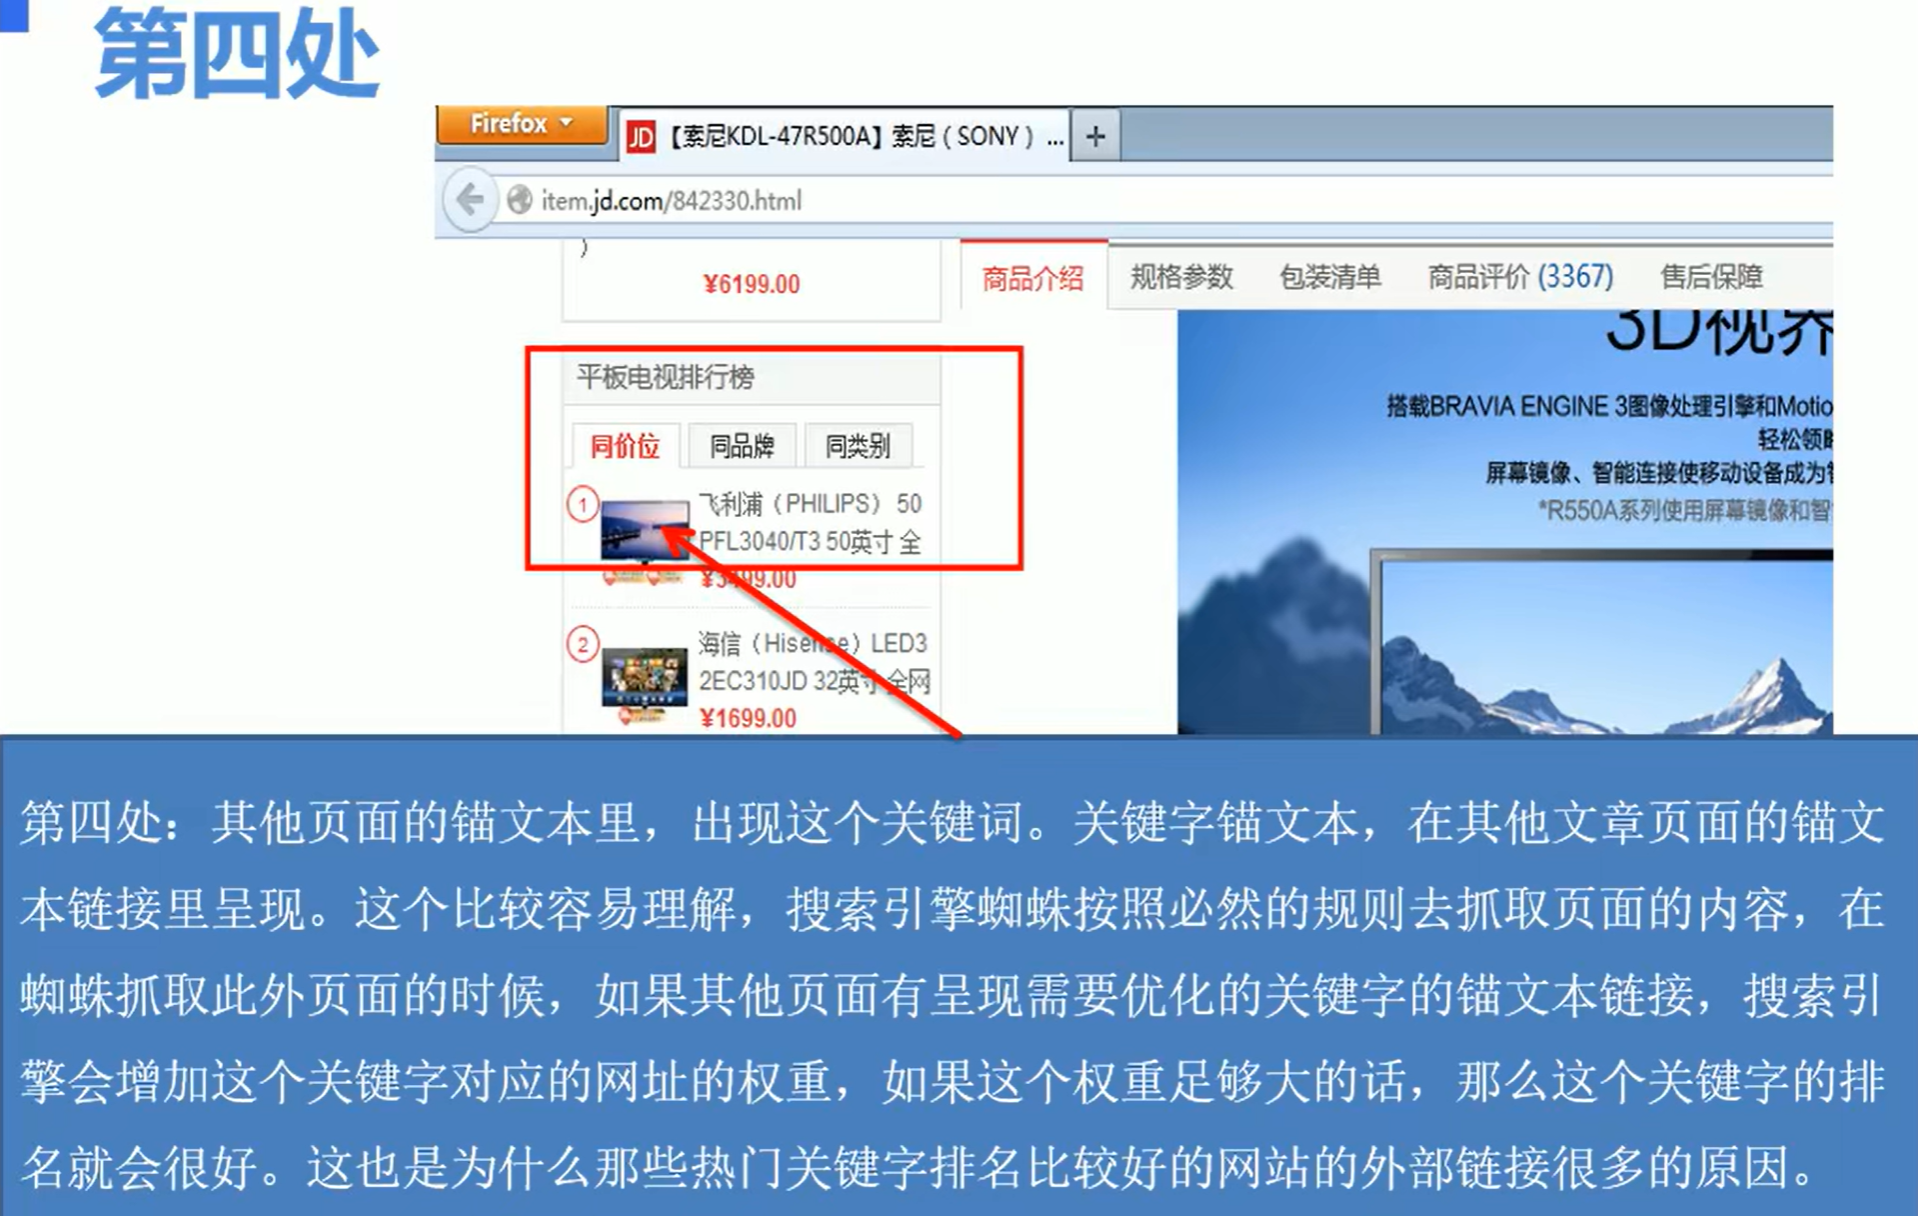 第四处
Firefox
JD 【索尼KDL-47R500A】索尼（SONY）...
item.jd.com/842330.html
）
¥6199.00
商品介绍 规格参数 包装清单 商品评价 (3367) 售后保障
平板电视排行榜
同价位 同品牌 同类别
1 飞利浦（PHILIPS） 50
PFL3040/T3 50英寸 全
¥3499.00
2 海信（Hisense）LED3
2EC310JD 32英寸 全网
¥1699.00
3D视界
搭载BRAVIA ENGINE 3图像处理引擎和Motio
轻松领略
屏幕镜像、智能连接使移动设备成为智
*R550A系列使用屏幕镜像和智
第四处：其他页面的锚文本里，出现这个关键词。关键字锚文本，在其他文章页面的锚文
本链接里呈现。这个比较容易理解，搜索引擎蜘蛛按照必然的规则去抓取页面的内容，在
蜘蛛抓取此外页面的时候，如果其他页面有呈现需要优化的关键字的锚文本链接，搜索引
擎会增加这个关键字对应的网址的权重，如果这个权重足够大的话，那么这个关键字的排
名就会很好。这也是为什么那些热门关键字排名比较好的网站的外部链接很多的原因。